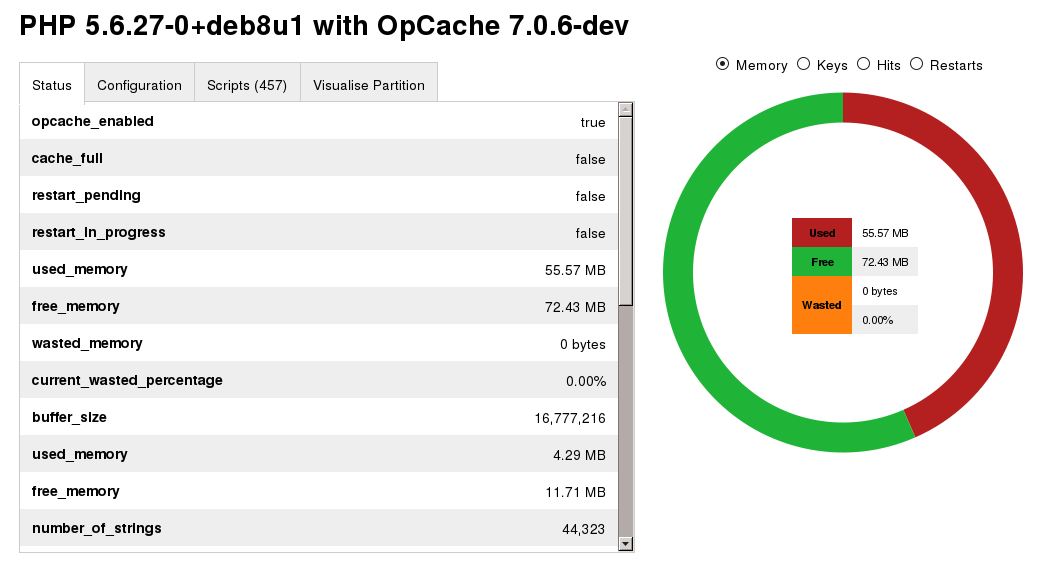 PHP 5.6.27-0+deb8u1 with OpCache 7.0.6-dev
Status Configuration Scripts (457) Visualise Partition
opcache_enabled true
cache_full false
restart_pending false
restart_in_progress false
used_memory 55.57 MB
free_memory 72.43 MB
wasted_memory 0 bytes
current_wasted_percentage 0.00%
buffer_size 16,777,216
used_memory 4.29 MB
free_memory 11.71 MB
number_of_strings 44,323
Memory Keys Hits Restarts
Used 55.57 MB
Free 72.43 MB
Wasted 0 bytes
0.00%